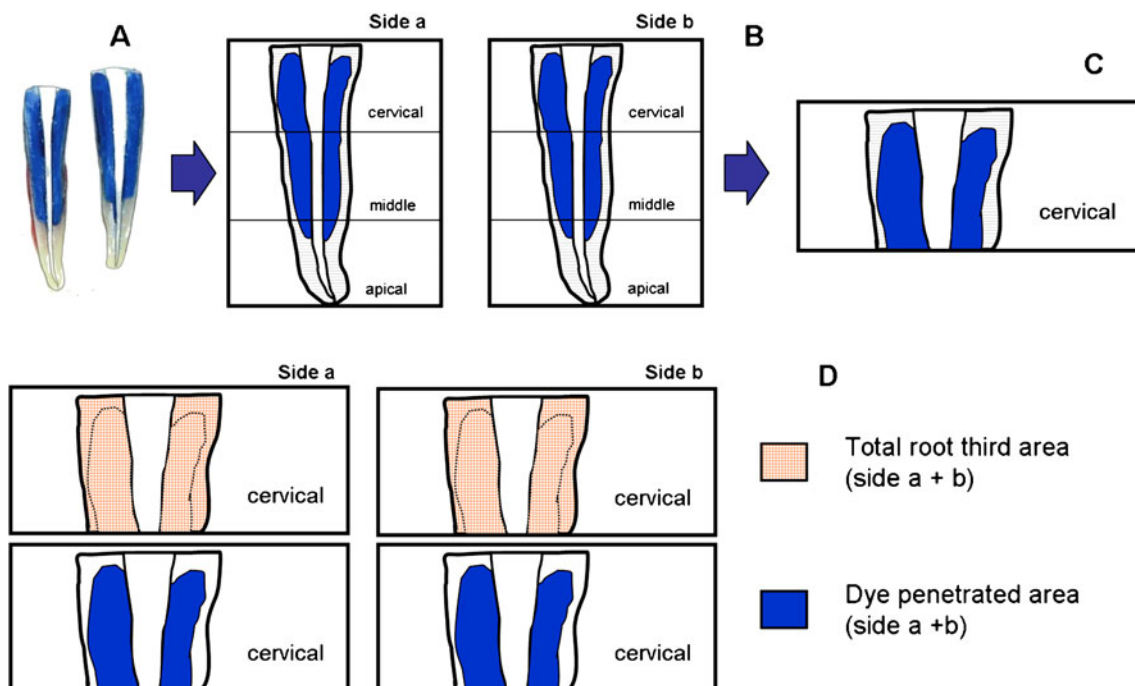 A
Side a
Side b
B
C
cervical
cervical
cervical
middle
middle
apical
apical
Side a
Side b
D
cervical
cervical
Total root third area
(side a + b)
cervical
cervical
Dye penetrated area
(side a +b)